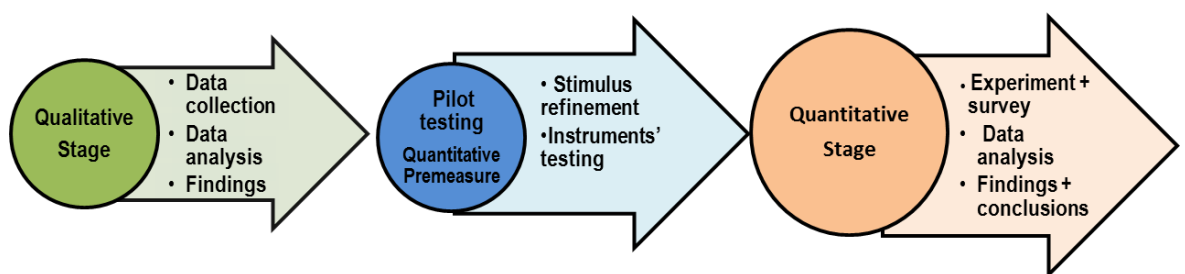 Qualitative
Stage
• Data
collection
• Data
analysis
• Findings
Pilot
testing
Quantitative
Premeasure
• Stimulus
refinement
•Instruments’
testing
Quantitative
Stage
• Experiment +
survey
• Data
analysis
• Findings +
conclusions